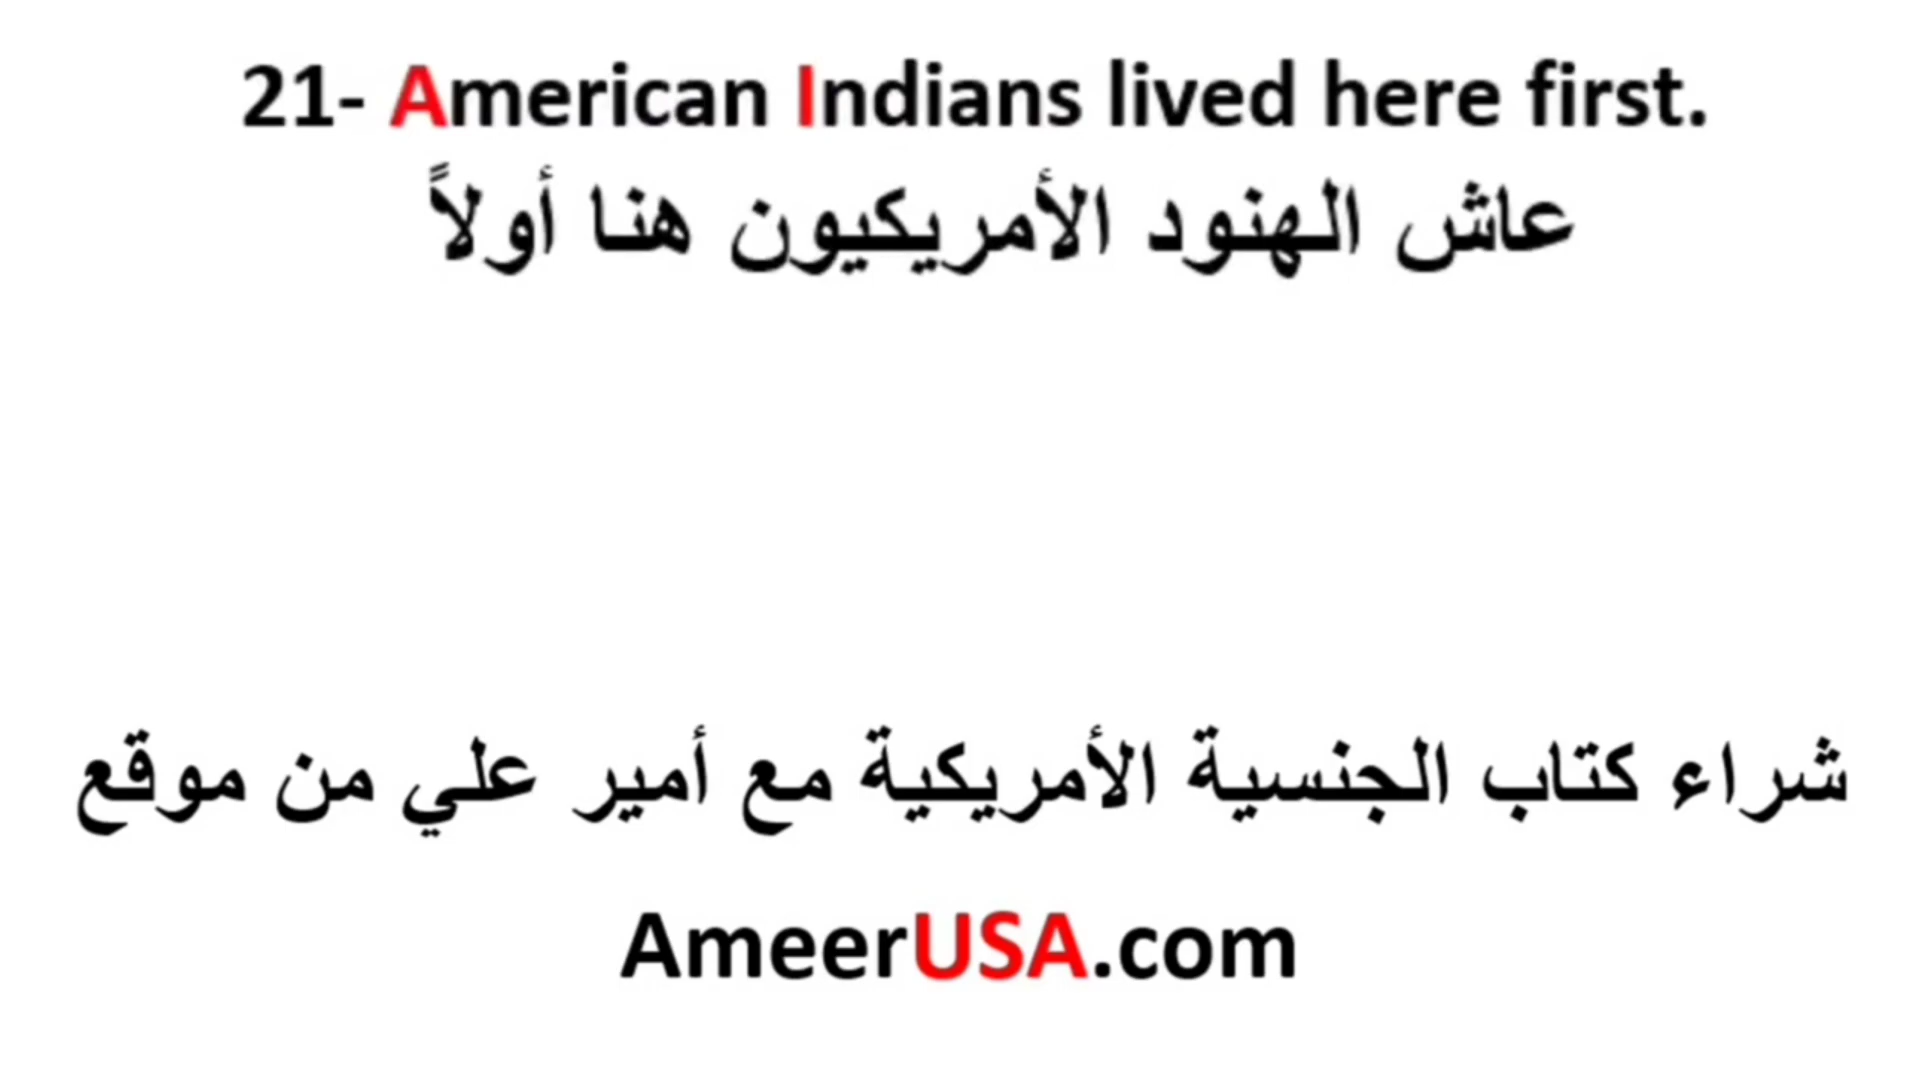 21- American Indians lived here first.
عاش الهنود الأمريكيون هنا أولاً
شراء كتاب الجنسية الأمريكية مع أمير علي من موقع
AmeerUSA.com